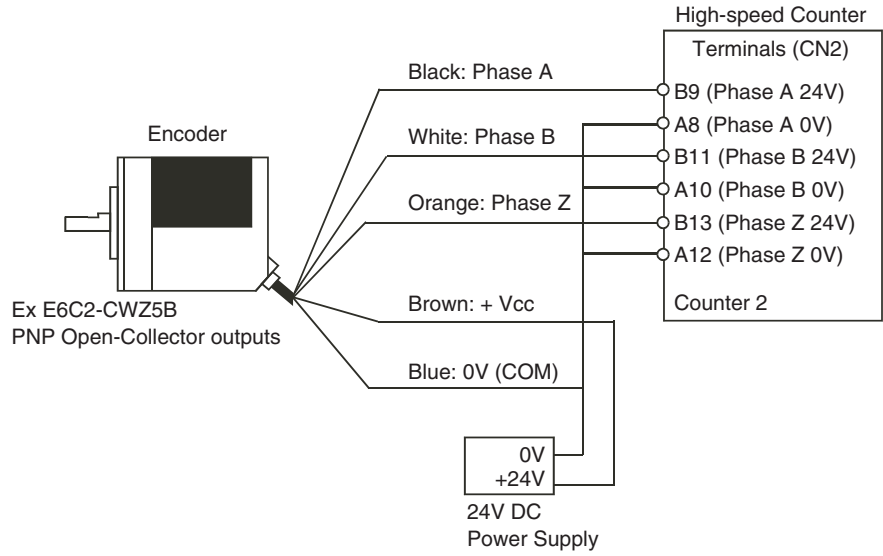 High-speed Counter
Terminals (CN2)
Black: Phase A
B9 (Phase A 24V)
A8 (Phase A 0V)
Encoder
White: Phase B
B11 (Phase B 24V)
A10 (Phase B 0V)
Orange: Phase Z
B13 (Phase Z 24V)
A12 (Phase Z 0V)
Ex E6C2-CWZ5B
PNP Open-Collector outputs
Brown: + Vcc
Counter 2
Blue: 0V (COM)
0V
+24V
24V DC
Power Supply